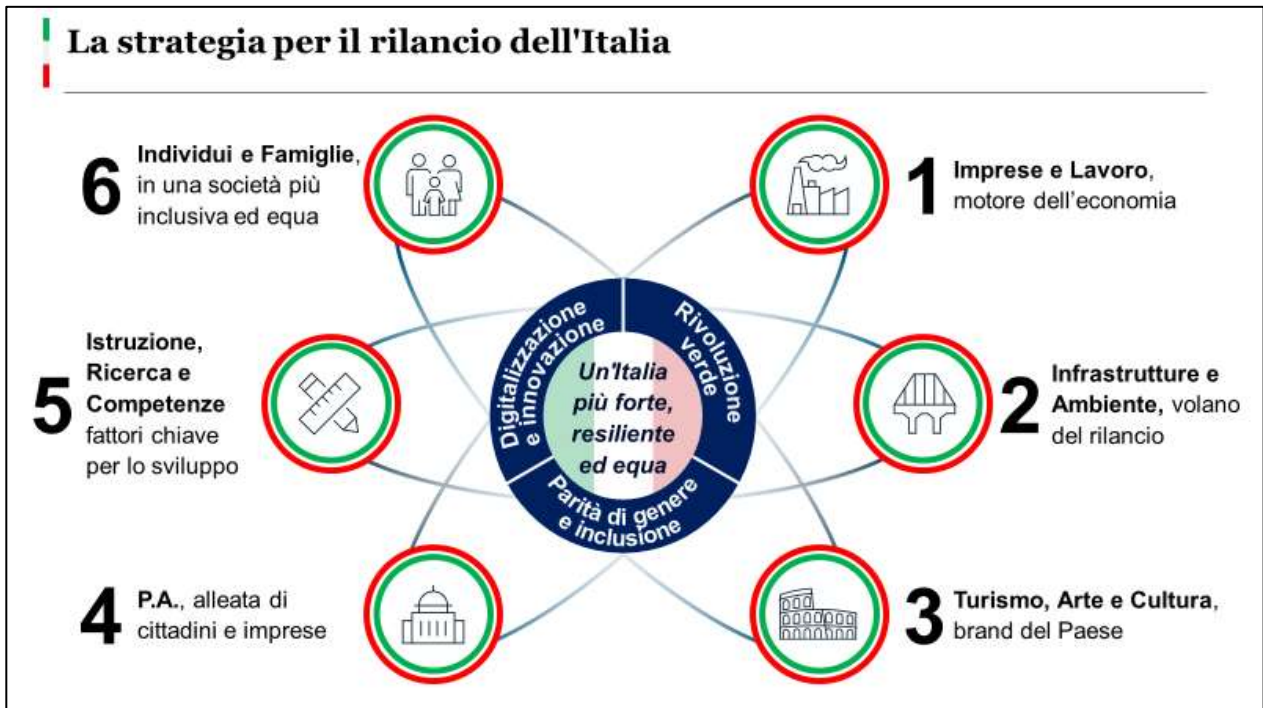 La strategia per il rilancio dell'Italia
1
Imprese e Lavoro,
motore dell’economia
2
Infrastrutture e
Ambiente, volano
del rilancio
3
Turismo, Arte e Cultura,
brand del Paese
4
P.A., alleata di
cittadini e imprese
5
Istruzione,
Ricerca e
Competenze
fattori chiave
per lo sviluppo
6
Individui e Famiglie,
in una società più
inclusiva ed equa
Digitalizzazione
e innovazione
Rivoluzione
verde
Parità di genere
e inclusione
Un'Italia
più forte,
resiliente
ed equa